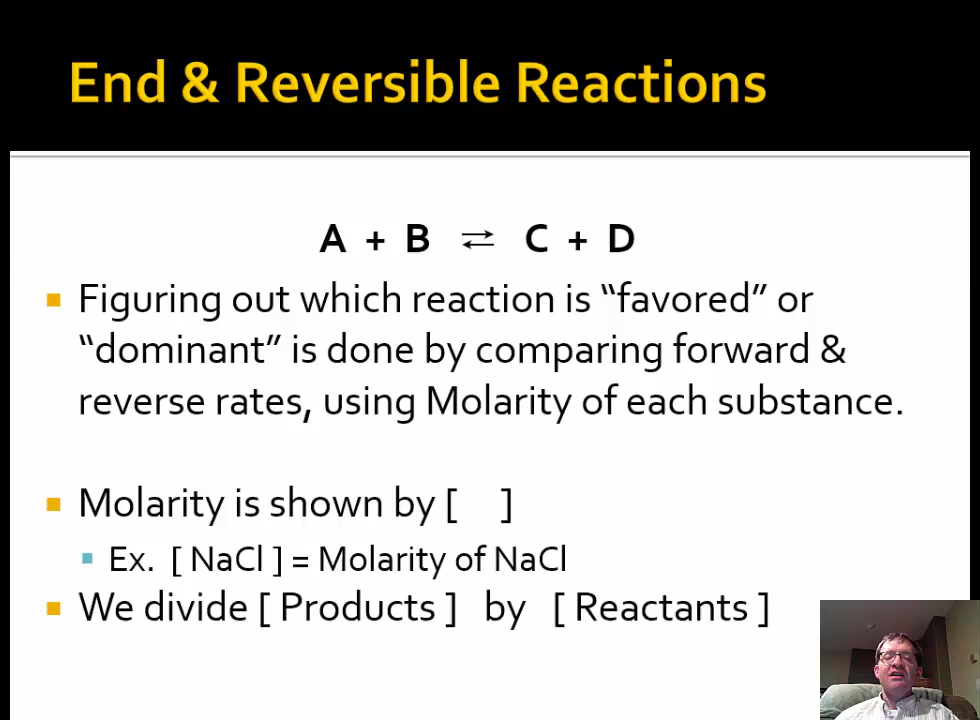 End & Reversible Reactions
A + B ⇄ C + D
Figuring out which reaction is “favored” or
“dominant” is done by comparing forward &
reverse rates, using Molarity of each substance.
Molarity is shown by [ ]
Ex. [ NaCl ] = Molarity of NaCl
We divide [ Products ] by [ Reactants ]